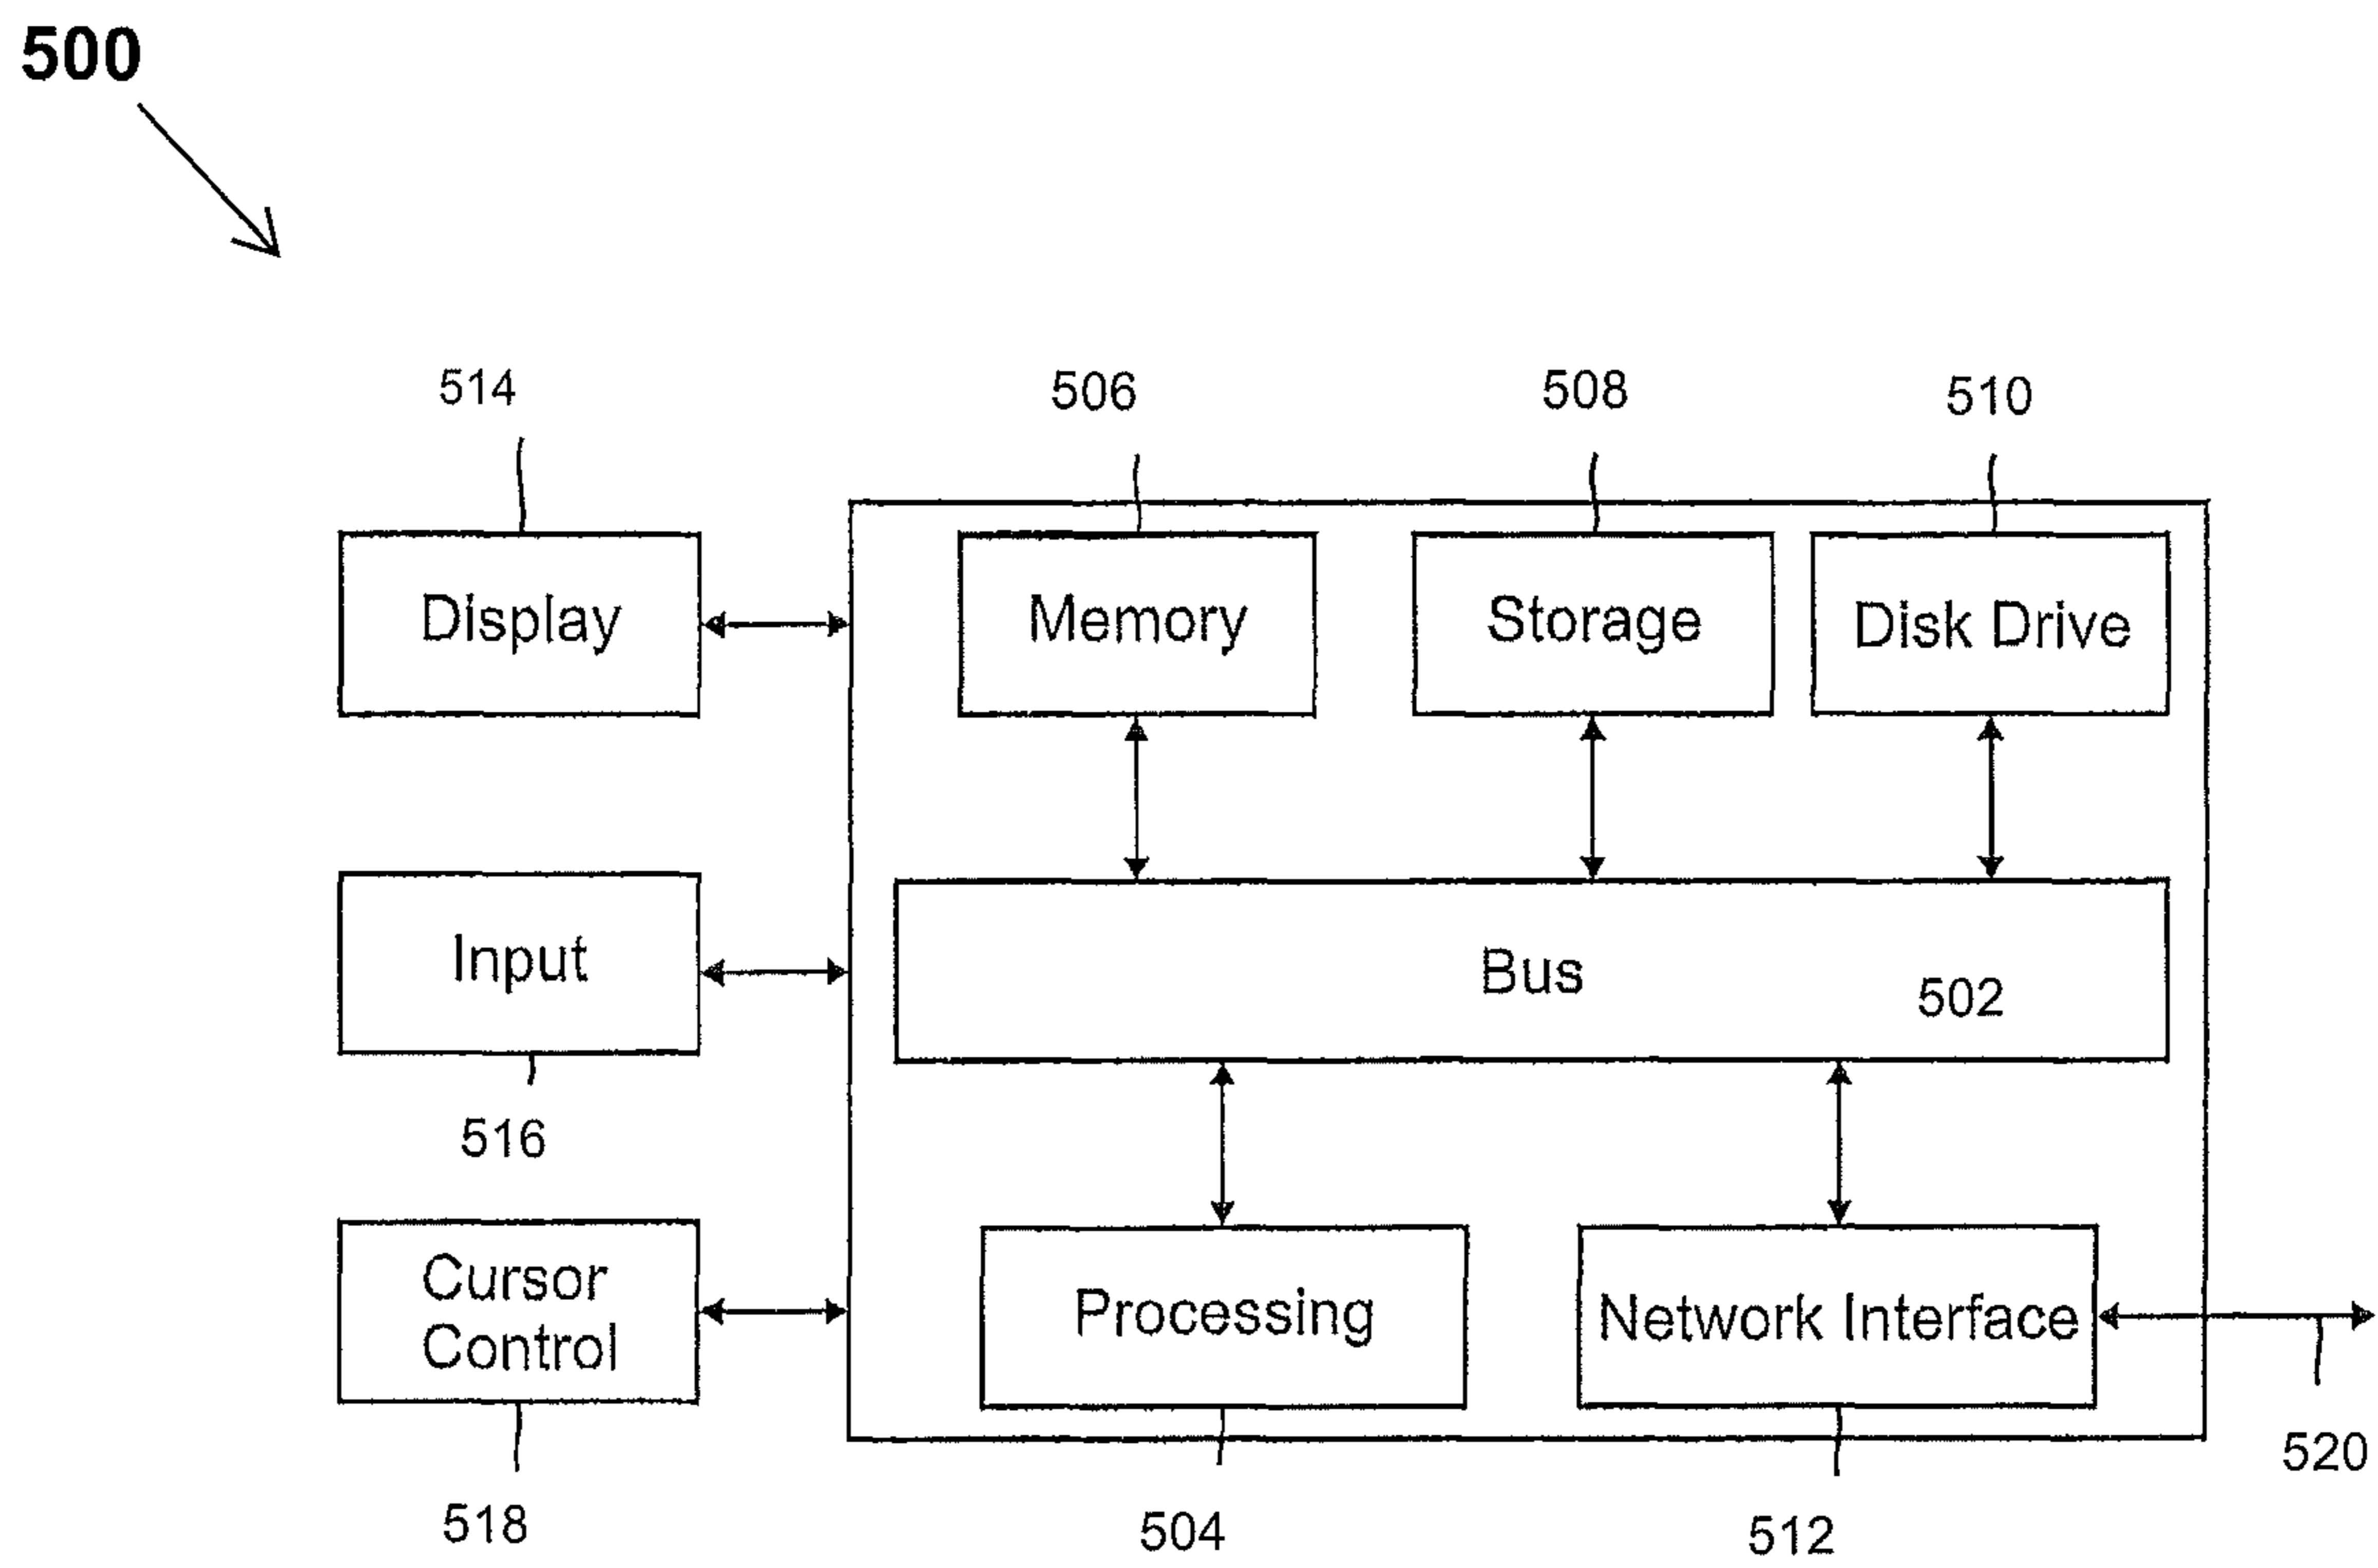 500
514
506
508
510
Display
Memory
Storage
Disk Drive
Input
Bus
502
516
Cursor
Control
Processing
Network Interface
518
504
512
520